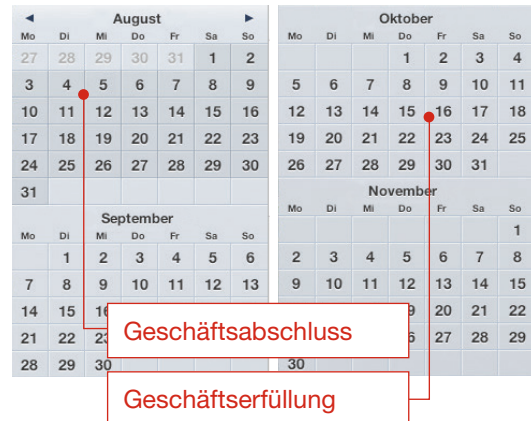 ◄ August ►
Mo Di Mi Do Fr Sa So
27 28 29 30 31 1 2
3 4 5 6 7 8 9
10 11 12 13 14 15 16
17 18 19 20 21 22 23
24 25 26 27 28 29 30
31
September
Mo Di Mi Do Fr Sa So
1 2 3 4 5 6
7 8 9 10 11 12 13
14 15
21 22
28 29 30
Oktober
Mo Di Mi Do Fr Sa So
1 2 3 4
5 6 7 8 9 10 11
12 13 14 15 16 17 18
19 20 21 22 23 24 25
26 27 28 29 30 31
November
Mo Di Mi Do Fr Sa So
1
2 3 4 5 6 7 8
9 10 11 12 13 14 15
20 21 22
27 28 29
30
Geschäftsabschluss
Geschäftserfüllung